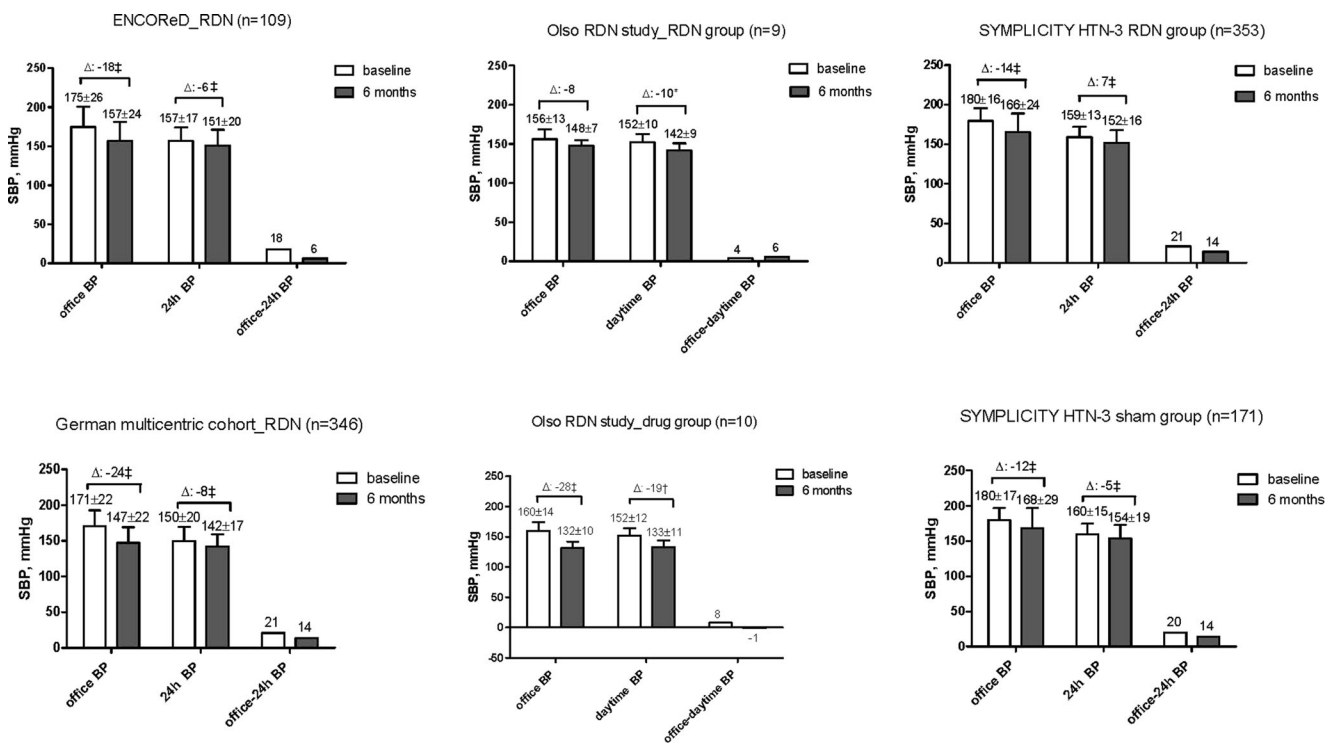 ENCOReD_RDN (n=109)
baseline
6 months
Δ: -18‡
Δ: -6‡
175±26
157±24
157±17
151±20
18
6
250
200
150
100
50
0
SBP, mmHg
office BP
24h BP
office-24h BP
Olso RDN study_RDN group (n=9)
baseline
6 months
Δ: -8
Δ: -10*
156±13
148±7
152±10
142±9
4
6
250
200
150
100
50
0
SBP, mmHg
office BP
daytime BP
office-daytime BP
SYMPLICITY HTN-3 RDN group (n=353)
baseline
6 months
Δ: -14‡
Δ: 7‡
180±16
166±24
159±13
152±16
21
14
250
200
150
100
50
0
SBP, mmHg
office BP
24h BP
office-24h BP
German multicentric cohort_RDN (n=346)
baseline
6 months
Δ: -24‡
Δ: -8‡
171±22
147±22
150±20
142±17
21
14
250
200
150
100
50
0
SBP, mmHg
office BP
24h BP
office-24h BP
Olso RDN study_drug group (n=10)
baseline
6 months
Δ: -28‡
Δ: -19†
160±14
132±10
152±12
133±11
8
-1
250
200
150
100
50
0
-50
SBP, mmHg
office BP
daytime BP
office-daytime BP
SYMPLICITY HTN-3 sham group (n=171)
baseline
6 months
Δ: -12‡
Δ: -5‡
180±17
168±29
160±15
154±19
20
14
250
200
150
100
50
0
SBP, mmHg
office BP
24h BP
office-24h BP